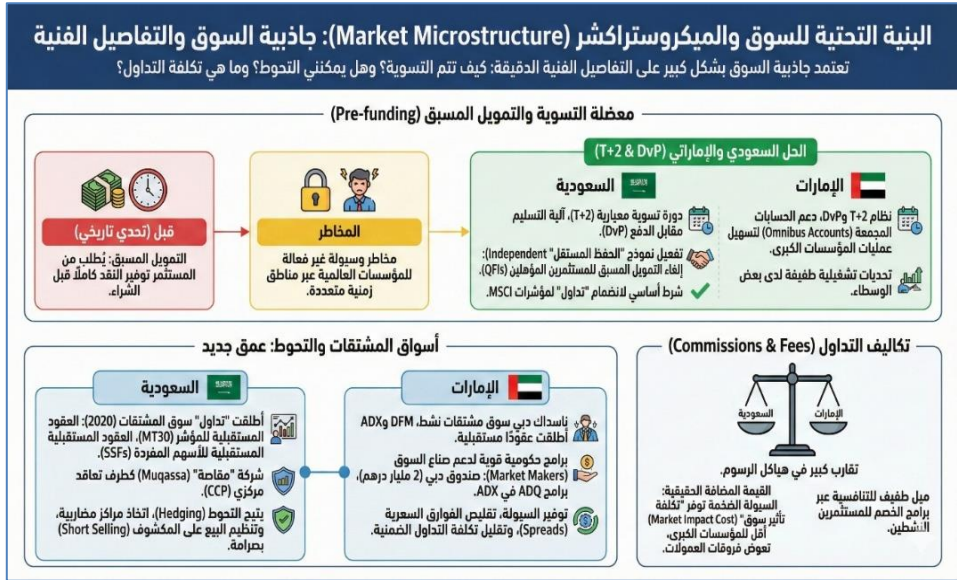 البنية التحتية للسوق والميكروستراكشر (Market Microstructure): جاذبية السوق والتفاصيل الفنية
تعتمد جاذبية السوق بشكل كبير على التفاصيل الفنية الدقيقة: كيف تتم التسوية؟ وهل يمكنني التحوط؟ وما هي تكلفة التداول؟
معضلة التسوية والتمويل المسبق (Pre-funding)
قبل (تحدي تاريخي)
التمويل المسبق: يُطلب من
المستثمر توفير النقد كاملًا قبل
الشراء.
المخاطر
مخاطر وسيولة غير فعالة
للمؤسسات العالمية عبر مناطق
زمنية متعددة.
الحل السعودي والإماراتي (T+2 & DvP)
السعودية
دورة تسوية معيارية (T+2)، آلية التسليم
مقابل الدفع (DvP).
تفعيل نموذج "الحفظ المستقل" Independent):
إلغاء التمويل المسبق للمستثمرين المؤهلين (QFIs).
شرط أساسي لانضمام "تداول" لمؤشرات MSCI.
الإمارات
نظام T+2 وDvP، دعم الحسابات
المجمعة (Omnibus Accounts) لتسهيل
عمليات المؤسسات الكبرى.
تحديات تشغيلية طفيفة لدى بعض
الوسطاء.
أسواق المشتقات والتحوط: عمق جديد
السعودية
أطلقت "تداول" سوق المشتقات (2020): العقود
المستقبلية للمؤشر (MT30)، العقود المستقبلية
المستقبلية للأسهم المفردة (SSFs).
شركة "مقاصة" (Muqassa) كطرف تعاقد
مركزي (CCP).
يتيح التحوط (Hedging)، اتخاذ مراكز مضاربية،
وتنظيم البيع على المكشوف (Short Selling)
بصرامة.
الإمارات
ناسداك دبي سوق مشتقات نشط، DFM وADX
أطلقت عقودًا مستقبلية.
برامج حكومية قوية لدعم صناع السوق
(Market Makers): صندوق دبي (2 مليار درهم)،
برامج ADQ في ADX.
توفير السيولة، تقليص الفوارق السعرية
(Spreads)، وتقليل تكلفة التداول الضمنية.
تكاليف التداول (Commissions & Fees)
السعودية
الإمارات
تقارب كبير في هياكل الرسوم.
القيمة المضافة الحقيقية:
السيولة الضخمة توفر "تكلفة
تأثير سوق" (Market Impact Cost)
أقل للمؤسسات الكبرى،
تعوض فروقات العمولات.
ميل طفيف للتنافسية عبر
برامج الخصم للمستثمرين
النشطين.